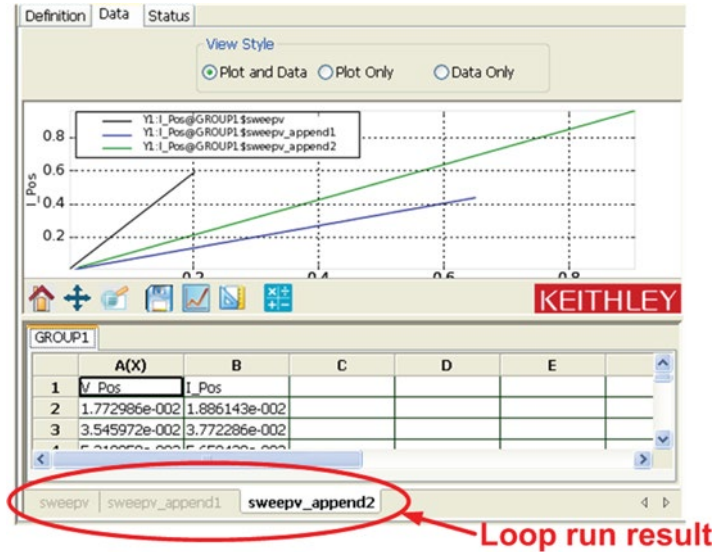 Definition Data Status
View Style
Plot and Data Plot Only Data Only
Y1:I_Pos@GROUP1$sweepv
Y1:I_Pos@GROUP1$sweepv_append1
Y1:I_Pos@GROUP1$sweepv_append2
0.8
0.6
0.4
0.2
I_Pos
0.2 0.4 0.6 0.8
KEITHLEY
GROUP1
A(X) B C D E
1 V_Pos I_Pos
2 1.772986e-002 1.886143e-002
3 3.545972e-002 3.772286e-002
sweepv sweepv_append1 sweepv_append2
Loop run result